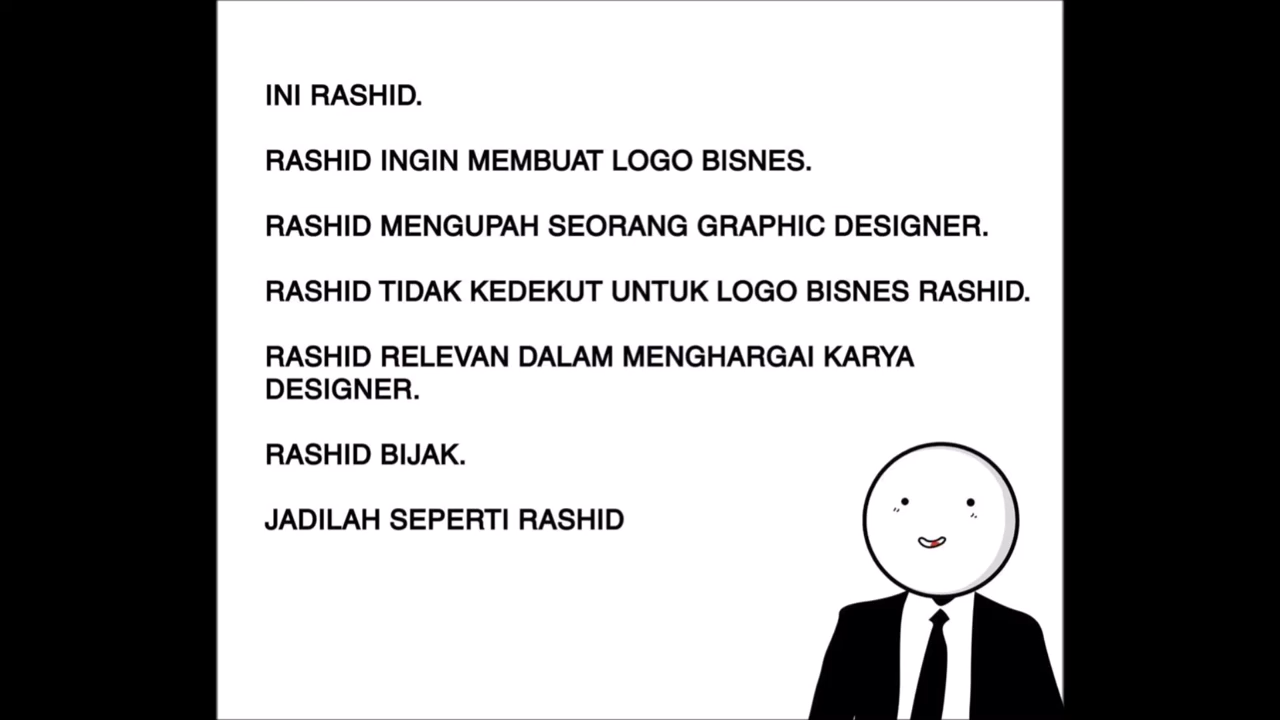 INI RASHID.
RASHID INGIN MEMBUAT LOGO BISNES.
RASHID MENGUPAH SEORANG GRAPHIC DESIGNER.
RASHID TIDAK KEDEKUT UNTUK LOGO BISNES RASHID.
RASHID RELEVAN DALAM MENGHARGAI KARYA
DESIGNER.
RASHID BIJAK.
JADILAH SEPERTI RASHID